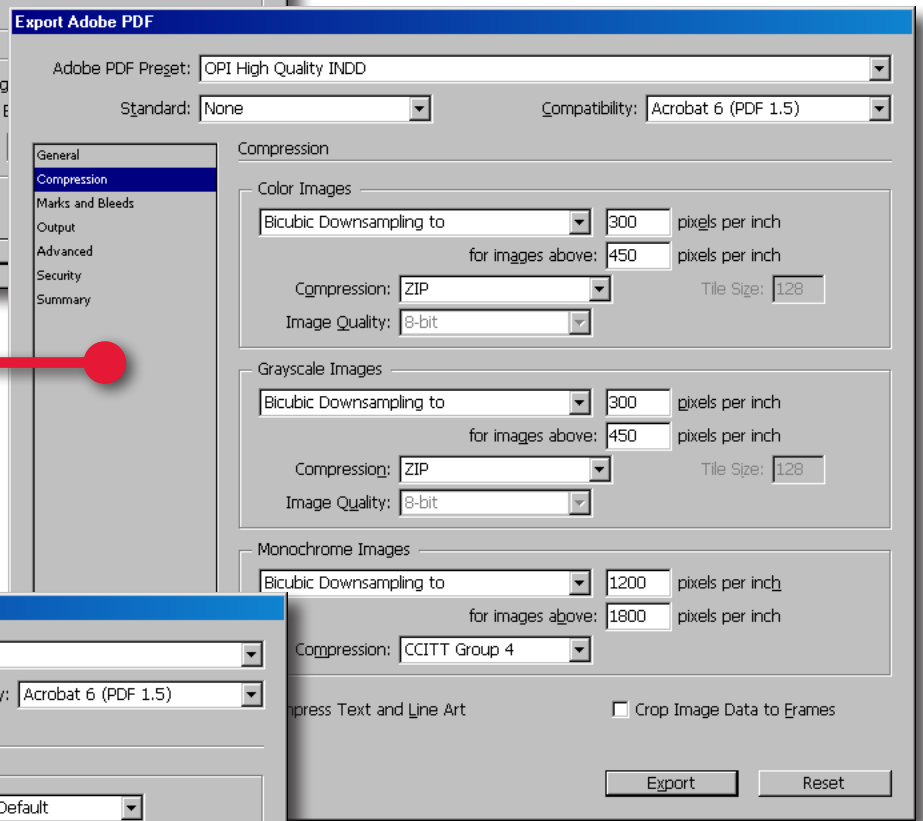 Export Adobe PDF
Adobe PDF Preset: OPI High Quality INDD
Standard: None Compatibility: Acrobat 6 (PDF 1.5)
General
Compression
Marks and Bleeds
Output
Advanced
Security
Summary
Compression
Color Images
Bicubic Downsampling to 300 pixels per inch
for images above: 450 pixels per inch
Compression: ZIP Tile Size: 128
Image Quality: 8-bit
Grayscale Images
Bicubic Downsampling to 300 pixels per inch
for images above: 450 pixels per inch
Compression: ZIP Tile Size: 128
Image Quality: 8-bit
Monochrome Images
Bicubic Downsampling to 1200 pixels per inch
for images above: 1800 pixels per inch
Compression: CCITT Group 4
press Text and Line Art Crop Image Data to Frames
Export Reset
y: Acrobat 6 (PDF 1.5)
Default